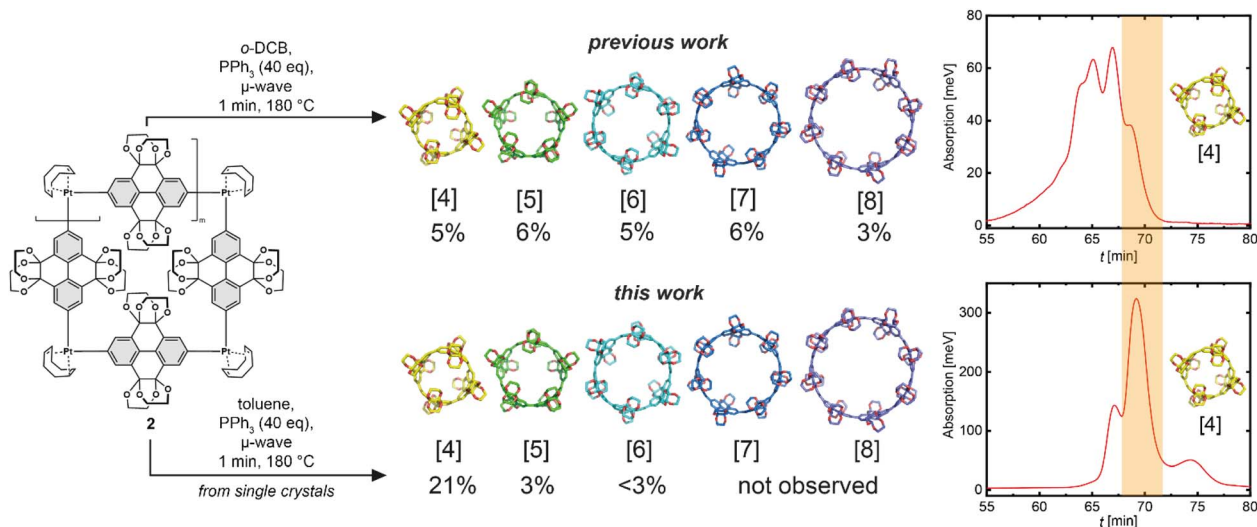 o-DCB,
PPh3 (40 eq),
µ-wave
1 min, 180 °C
previous work
[4] [5] [6] [7] [8]
5% 6% 5% 6% 3%
Pt Pt
m
O O O O
O O O O
O O O O
O O O O
Pt Pt
2
toluene,
PPh3 (40 eq),
µ-wave
1 min, 180 °C
from single crystals
this work
[4] [5] [6] [7] [8]
21% 3% <3% not observed
Absorption [meV]
80
60
40
20
0
[4]
55 60 65 70 75 80
t [min]
Absorption [meV]
300
200
100
0
[4]
55 60 65 70 75 80
t [min]